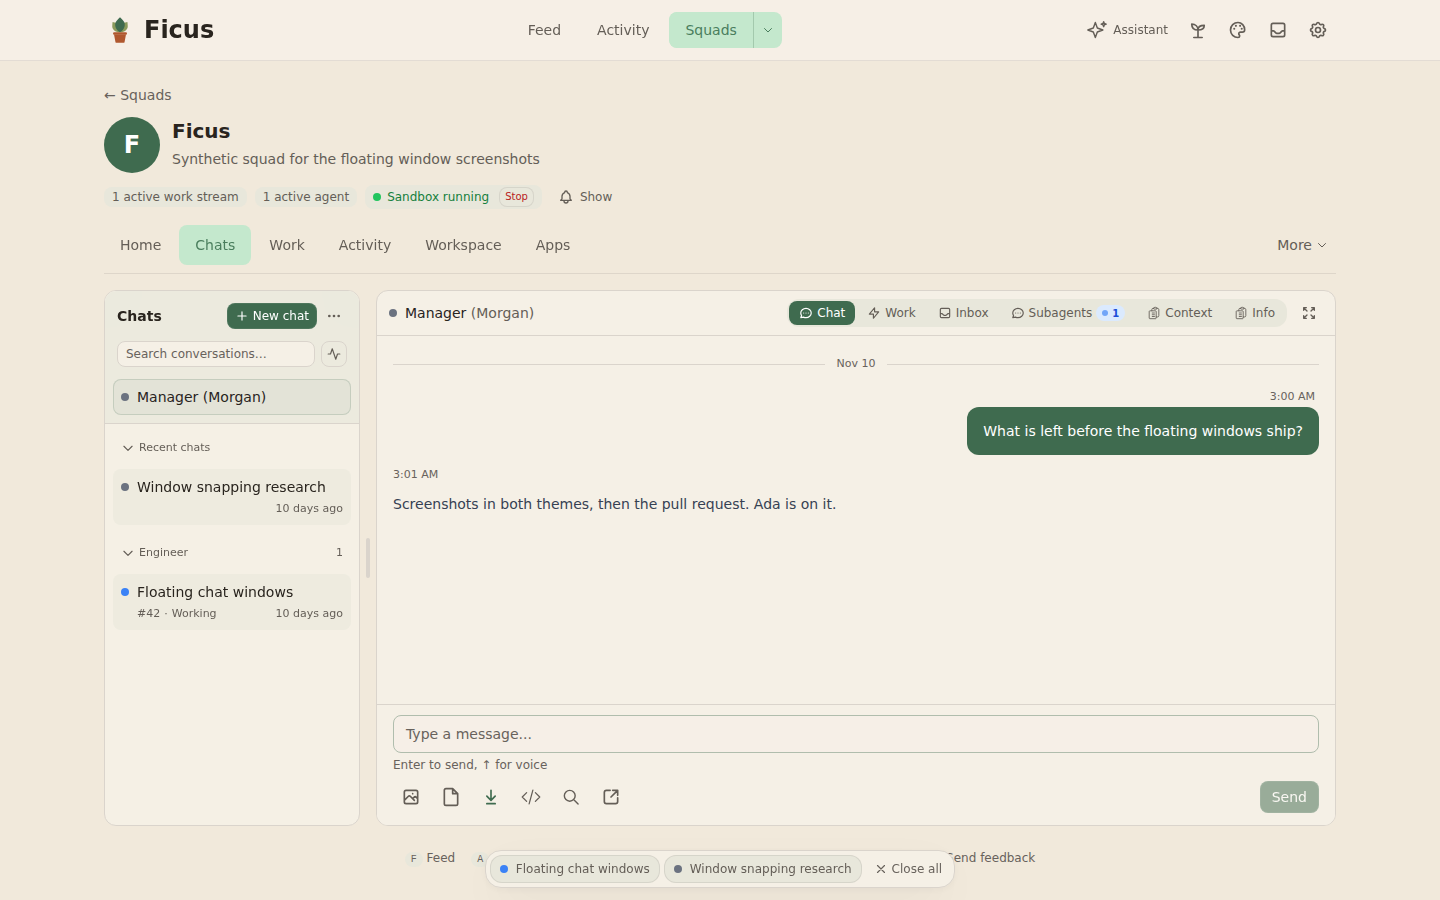 Ficus
Feed
Activity
Squads
Assistant
← Squads
F
Ficus
Synthetic squad for the floating window screenshots
1 active work stream
1 active agent
Sandbox running
Stop
Show
Home
Chats
Work
Activity
Workspace
Apps
More
Chats
New chat
Search conversations...
Manager (Morgan)
Recent chats
Window snapping research
10 days ago
Engineer
1
Floating chat windows
#42 · Working
10 days ago
Manager (Morgan)
Chat
Work
Inbox
Subagents
1
Context
Info
Nov 10
3:00 AM
What is left before the floating windows ship?
3:01 AM
Screenshots in both themes, then the pull request. Ada is on it.
Type a message...
Enter to send, ↑ for voice
Send
F Feed
A
Send feedback
Floating chat windows
Window snapping research
Close all